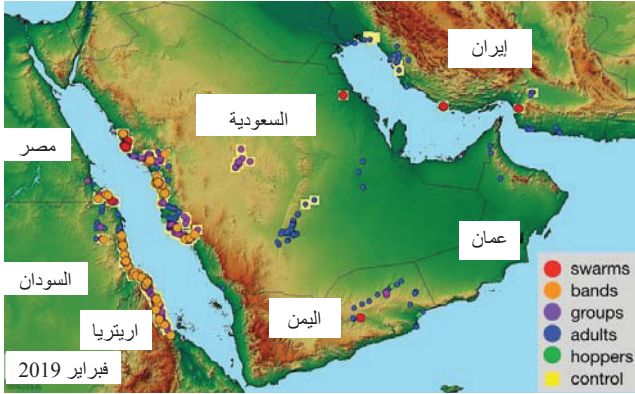 إيران
السعودية
مصر
عمان
السودان
اليمن
اريتريا
فبراير 2019
swarms
bands
groups
adults
hoppers
control